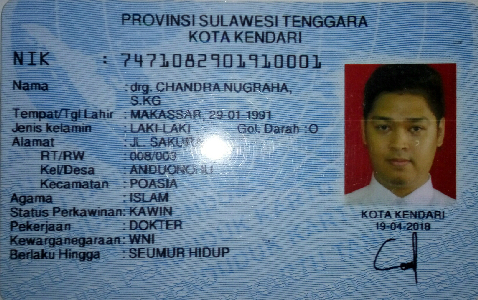 PROVINSI SULAWESI TENGGARA
KOTA KENDARI
NIK : 7471082901910001
Nama : drg. CHANDRA NUGRAHA,
S.KG
Tempat/Tgl Lahir : MAKASSAR, 29-01-1991
Jenis kelamin : LAKI-LAKI Gol. Darah :O
Alamat : JL. SAKURA
RT/RW : 008/003
Kel/Desa : ANDUONOHU
Kecamatan : POASIA
Agama : ISLAM
Status Perkawinan: KAWIN
Pekerjaan : DOKTER
Kewarganegaraan: WNI
Berlaku Hingga : SEUMUR HIDUP
KOTA KENDARI
19-04-2018